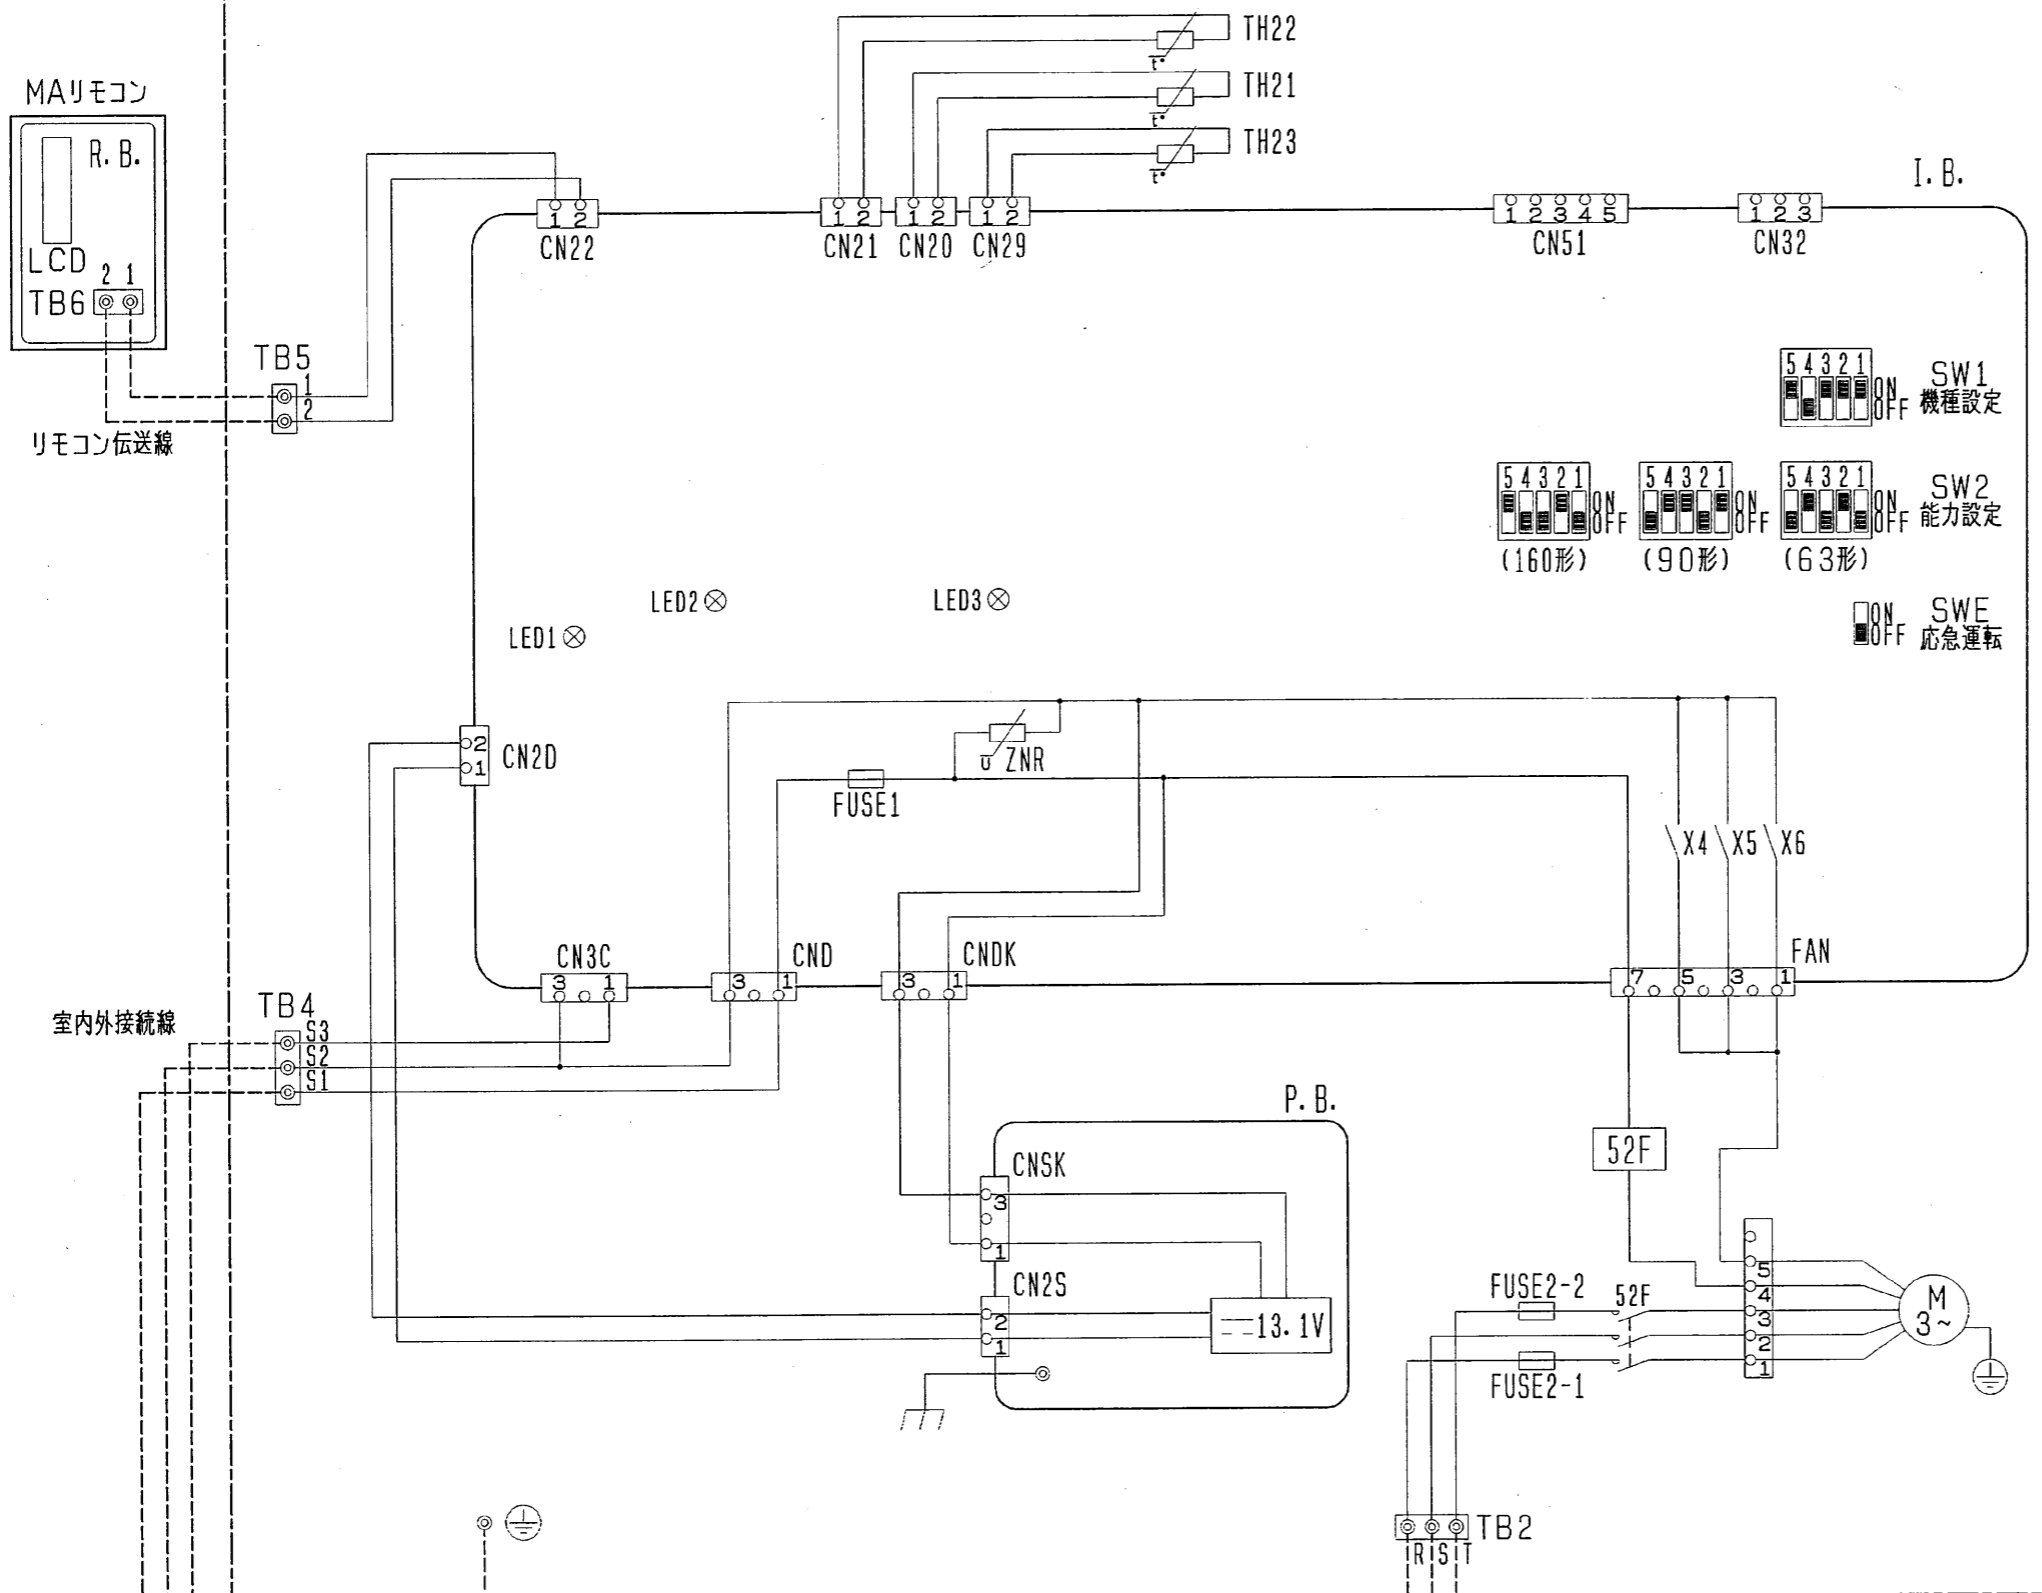 TH22
t°
MAリモコン
TH21
t°
R.B.
TH23
t°
I.B.
1 2
1 2
1 2
1 2
1 2 3 4 5
1 2 3
CN22
CN21
CN20
CN29
CN51
CN32
LCD
2 1
TB6
TB5
1
2
リモコン伝送線
5 4 3 2 1
ON
OFF
SW1
機種設定
5 4 3 2 1
ON
OFF
(160形)
5 4 3 2 1
ON
OFF
(90形)
5 4 3 2 1
ON
OFF
(63形)
SW2
能力設定
LED2
LED3
LED1
ON
OFF
SWE
応急運転
2
1
CN2D
u ZNR
FUSE1
X4
X5
X6
CN3C
3 1
CND
3 1
CNDK
3 1
FAN
7 5 3 1
室内外接続線
TB4
S3
S2
S1
P.B.
CNSK
3
1
52F
CN2S
2
1
13.1V
FUSE2-2
52F
FUSE2-1
5
4
3
2
1
M
3~
TB2
R S T